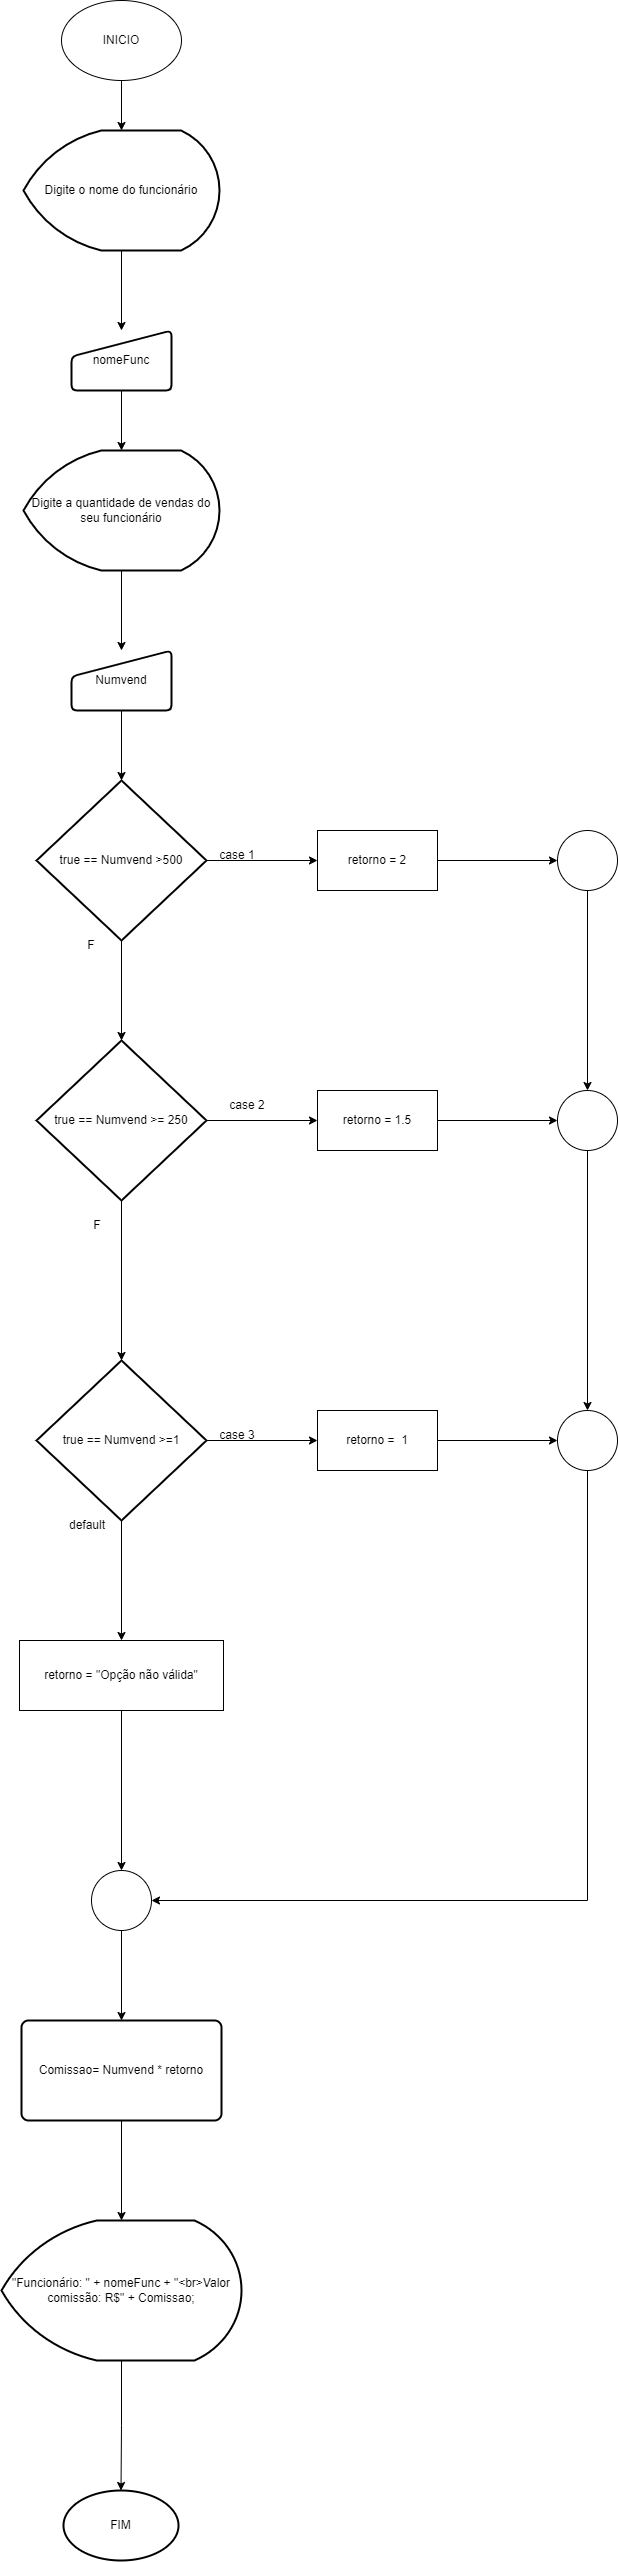 INICIO
Digite o nome do funcionário
nomeFunc
Digite a quantidade de vendas do
seu funcionário
Numvend
true == Numvend >500
case 1
retorno = 2
F
true == Numvend >= 250
case 2
retorno = 1.5
F
true == Numvend >=1
case 3
retorno =  1
default
retorno = "Opção não válida"
Comissao= Numvend * retorno
"Funcionário: " + nomeFunc + "<br>Valor
comissão: R$" + Comissao;
FIM